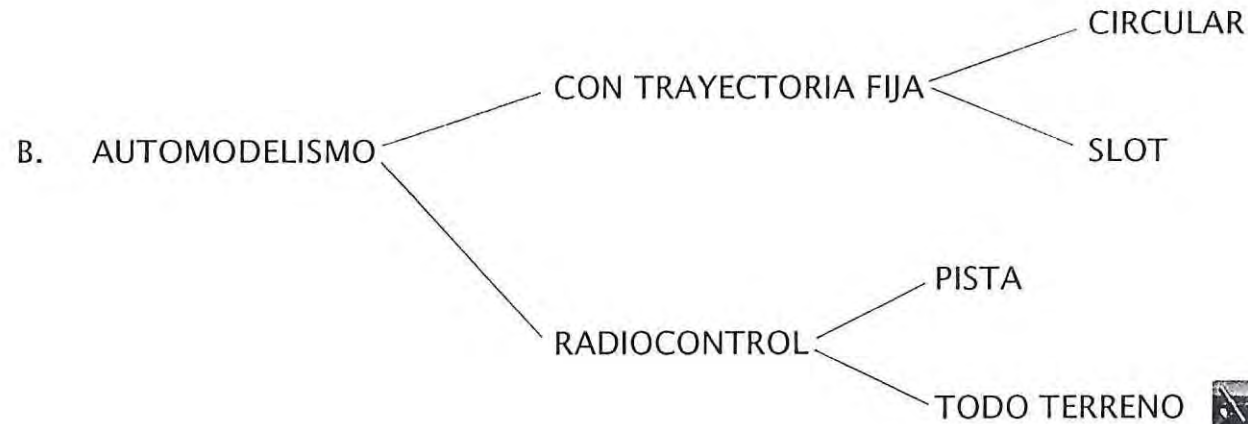 CIRCULAR
CON TRAYECTORIA FIJA
B. AUTOMODELISMO
SLOT
PISTA
RADIOCONTROL
TODO TERRENO